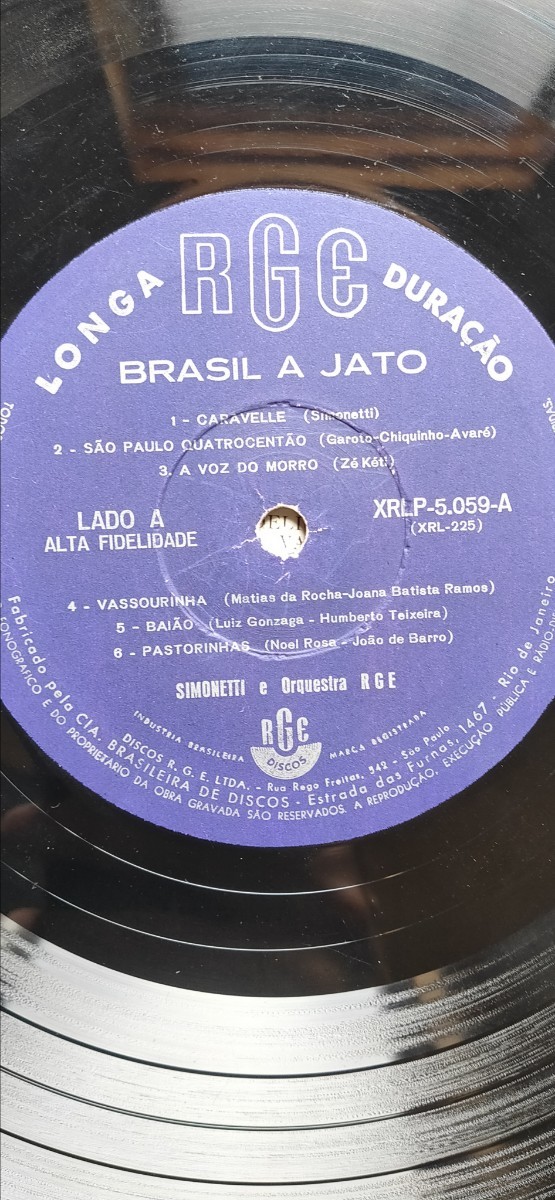 LONGA RGE DURAÇÃO
BRASIL A JATO
1 - CARAVELLE (Simonetti)
2 - SÃO PAULO QUATROCENTÃO (Garoto-Chiquinho-Avaré)
3. A VOZ DO MORRO (Zé Kéti)
LADO A
ALTA FIDELIDADE
XRLP-5.059-A
(XRL-225)
4 - VASSOURINHA (Matias da Rocha-Joana Batista Ramos)
5 - BAIÃO (Luiz Gonzaga - Humberto Teixeira)
6 - PASTORINHAS (Noel Rosa - João de Barro)
SIMONETTI e Orquestra RGE
INDUSTRIA BRASILEIRA
RGE
DISCOS
MARCA REGISTRADA
DISCOS R. G. E. LTDA. - Rua Rego Freitas, 342 - São Paulo
Fabricado pela CIA. BRASILEIRA DE DISCOS - Estrada das Furnas, 1467 - Rio de Janeiro
FONOGRÁFICO E DO PROPRIETÁRIO DA OBRA GRAVADA SÃO RESERVADOS. A REPRODUÇÃO, EXECUÇÃO PÚBLICA E